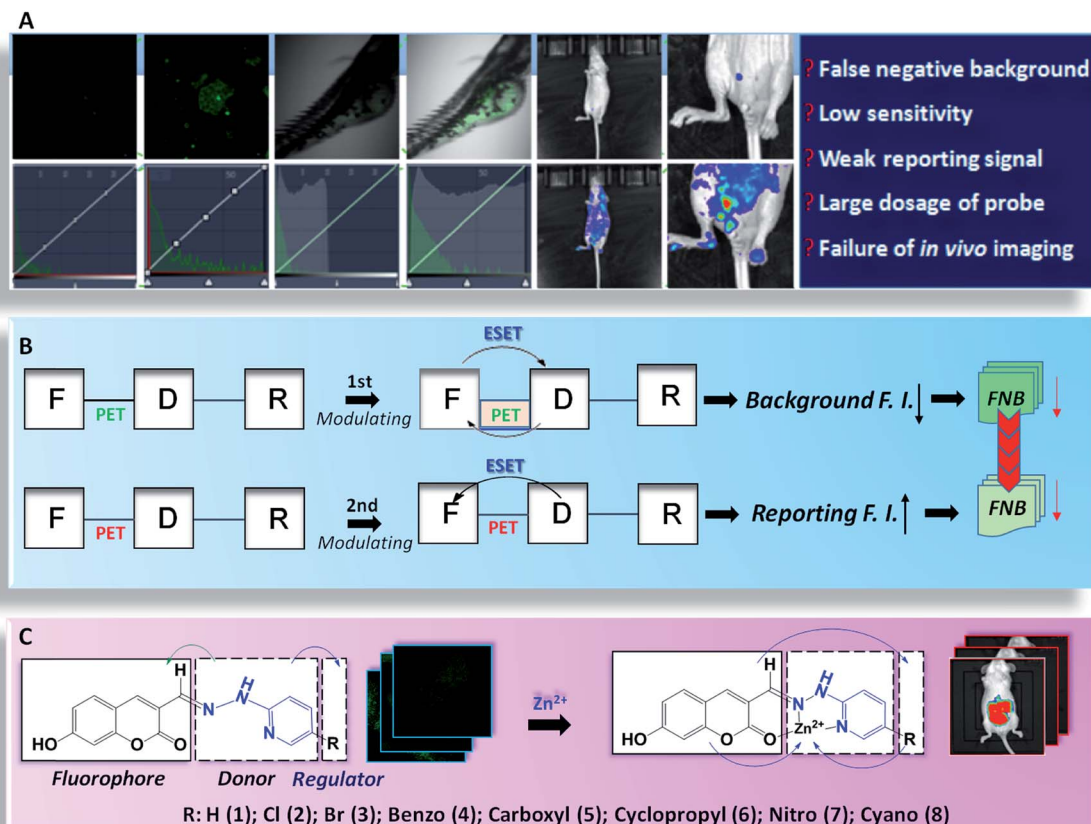 A
? False negative background
? Low sensitivity
? Weak reporting signal
? Large dosage of probe
? Failure of in vivo imaging
50
50
B
ESET
F D R 1st F D R Background F. I. FNB
PET Modulating PET
ESET
F D R 2nd F D R Reporting F. I. FNB
PET Modulating PET
C
H H
N N H
N
R
HO O O
Fluorophore Donor Regulator
Zn2+
H H
N N
N
Zn2+
R
HO O O
R: H (1); Cl (2); Br (3); Benzo (4); Carboxyl (5); Cyclopropyl (6); Nitro (7); Cyano (8)